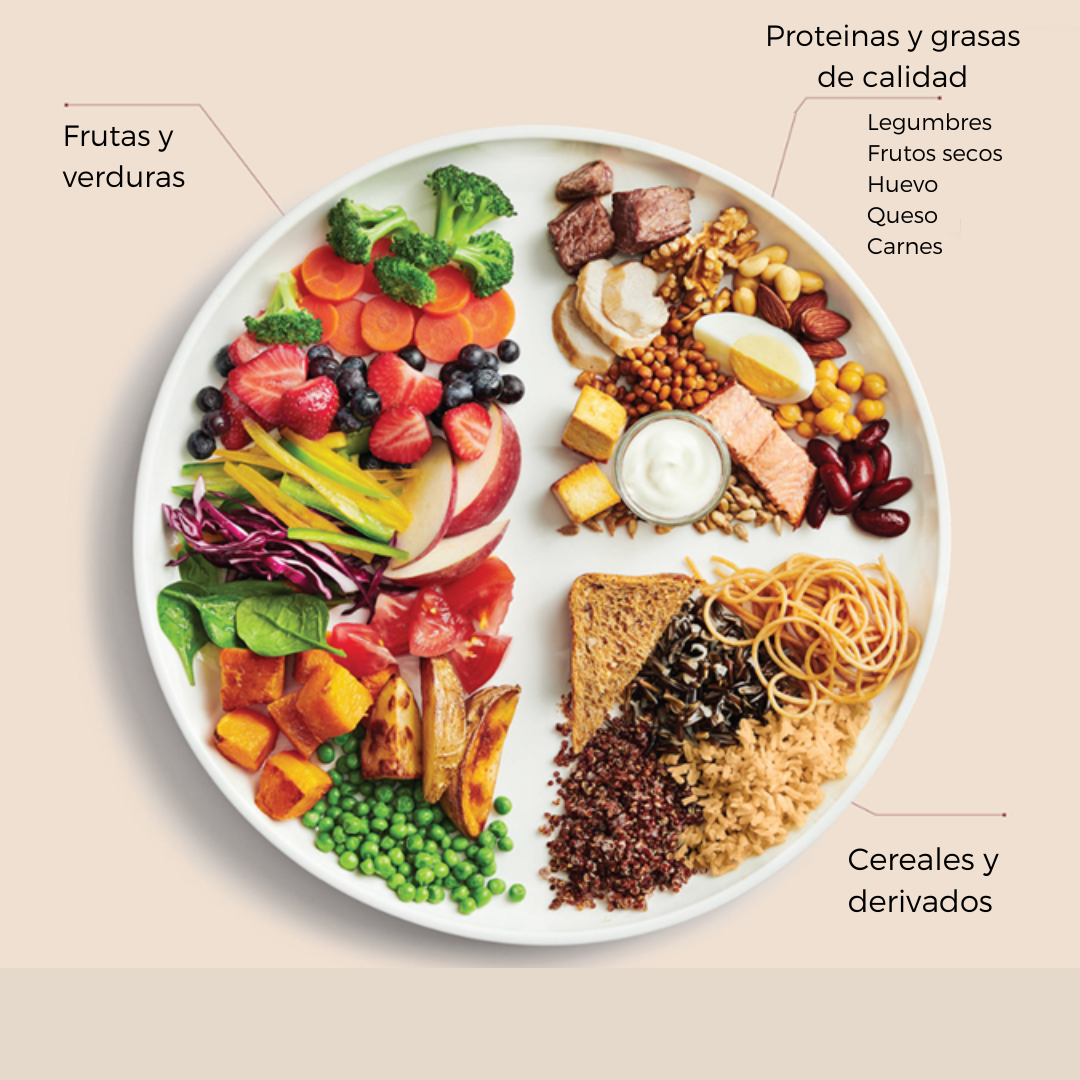 Proteinas y grasas
de calidad
Legumbres
Frutos secos
Huevo
Queso
Carnes
Frutas y
verduras
Cereales y
derivados